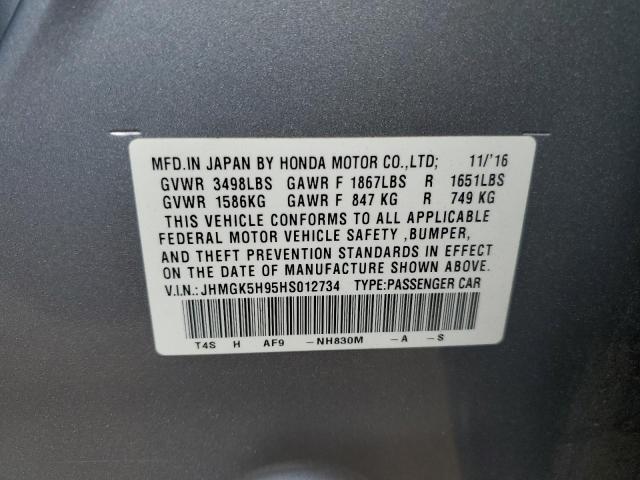 MFD.IN JAPAN BY HONDA MOTOR CO.,LTD; 11/'16
GVWR 3498LBS GAWR F 1867LBS R 1651LBS
GVWR 1586KG GAWR F 847 KG R 749 KG
THIS VEHICLE CONFORMS TO ALL APPLICABLE
FEDERAL MOTOR VEHICLE SAFETY ,BUMPER,
AND THEFT PREVENTION STANDARDS IN EFFECT
ON THE DATE OF MANUFACTURE SHOWN ABOVE.
V.I.N.: JHMGK5H95HS012734 TYPE:PASSENGER CAR
T4S H AF9 -NH830M -A -S